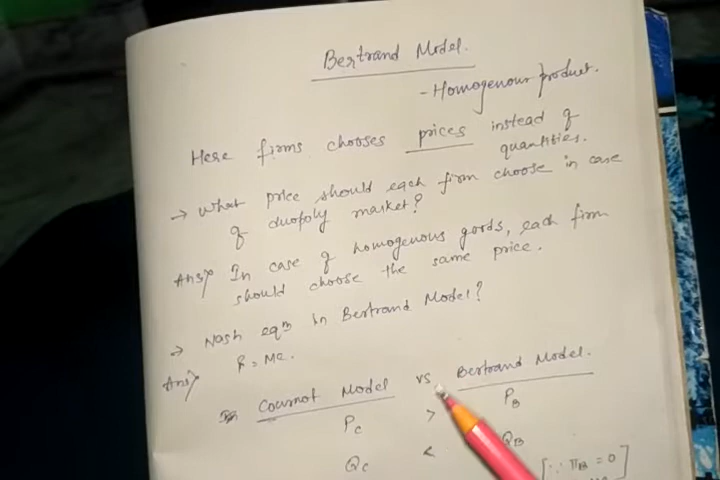 Bertrand Model.
- Homogenous product.
Here firms chooses prices instead of quantities.
→ What price should each firm choose in case
of duopoly market?
Ans) In case of homogenous goods, each firm
should choose the same price.
→ Nash eqm in Bertrand Model?
Ans) P = MC.
Cournot Model vs Bertrand Model.
Pc > PB
Qc < QB
[∵ πB = 0]